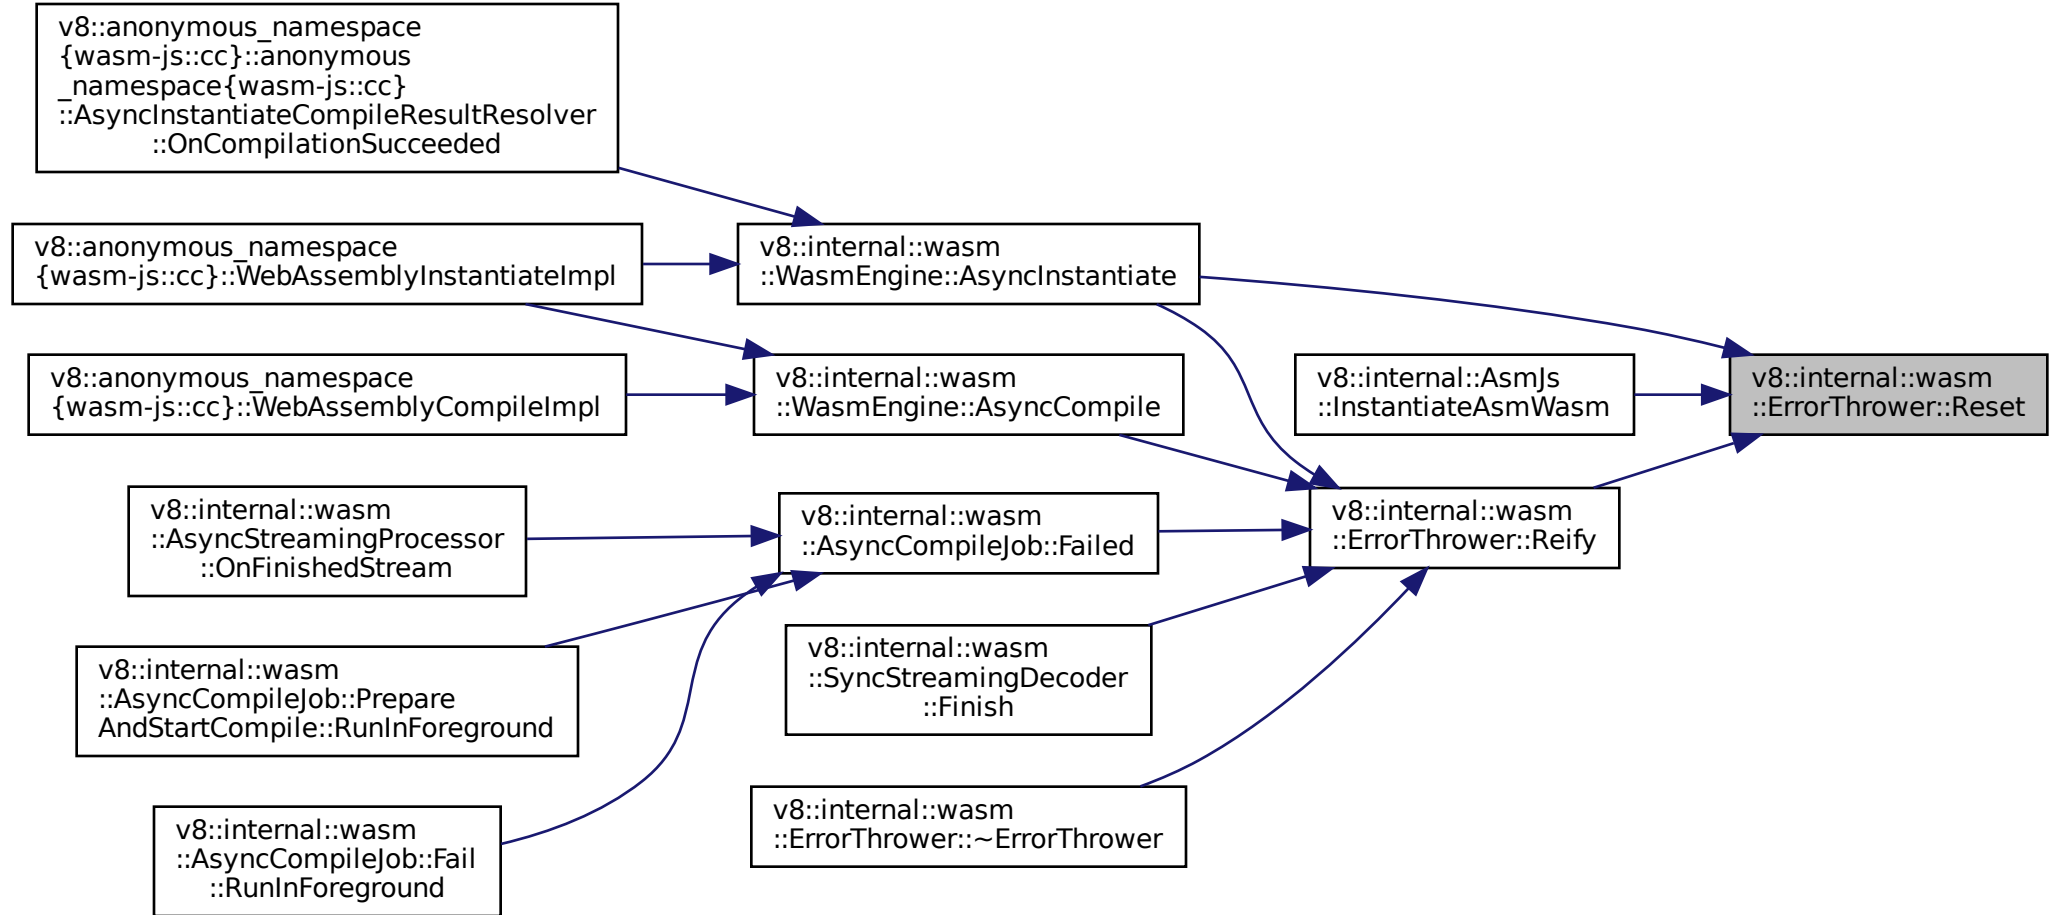 v8::anonymous_namespace
{wasm-js::cc}::anonymous
_namespace{wasm-js::cc}
::AsyncInstantiateCompileResultResolver
::OnCompilationSucceeded
v8::anonymous_namespace
{wasm-js::cc}::WebAssemblyInstantiateImpl
v8::internal::wasm
::WasmEngine::AsyncInstantiate
v8::anonymous_namespace
{wasm-js::cc}::WebAssemblyCompileImpl
v8::internal::wasm
::WasmEngine::AsyncCompile
v8::internal::AsmJs
::InstantiateAsmWasm
v8::internal::wasm
::ErrorThrower::Reset
v8::internal::wasm
::AsyncStreamingProcessor
::OnFinishedStream
v8::internal::wasm
::AsyncCompileJob::Failed
v8::internal::wasm
::ErrorThrower::Reify
v8::internal::wasm
::AsyncCompileJob::Prepare
AndStartCompile::RunInForeground
v8::internal::wasm
::SyncStreamingDecoder
::Finish
v8::internal::wasm
::AsyncCompileJob::Fail
::RunInForeground
v8::internal::wasm
::ErrorThrower::~ErrorThrower